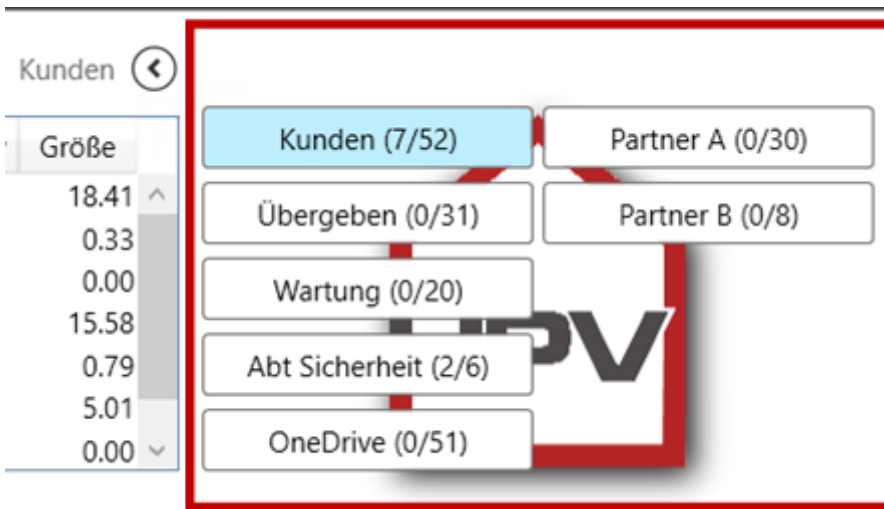 Kunden
Größe
18.41
0.33
0.00
15.58
0.79
5.01
0.00
Kunden (7/52)
Partner A (0/30)
Übergeben (0/31)
Partner B (0/8)
Wartung (0/20)
Abt Sicherheit (2/6)
OneDrive (0/51)
PV